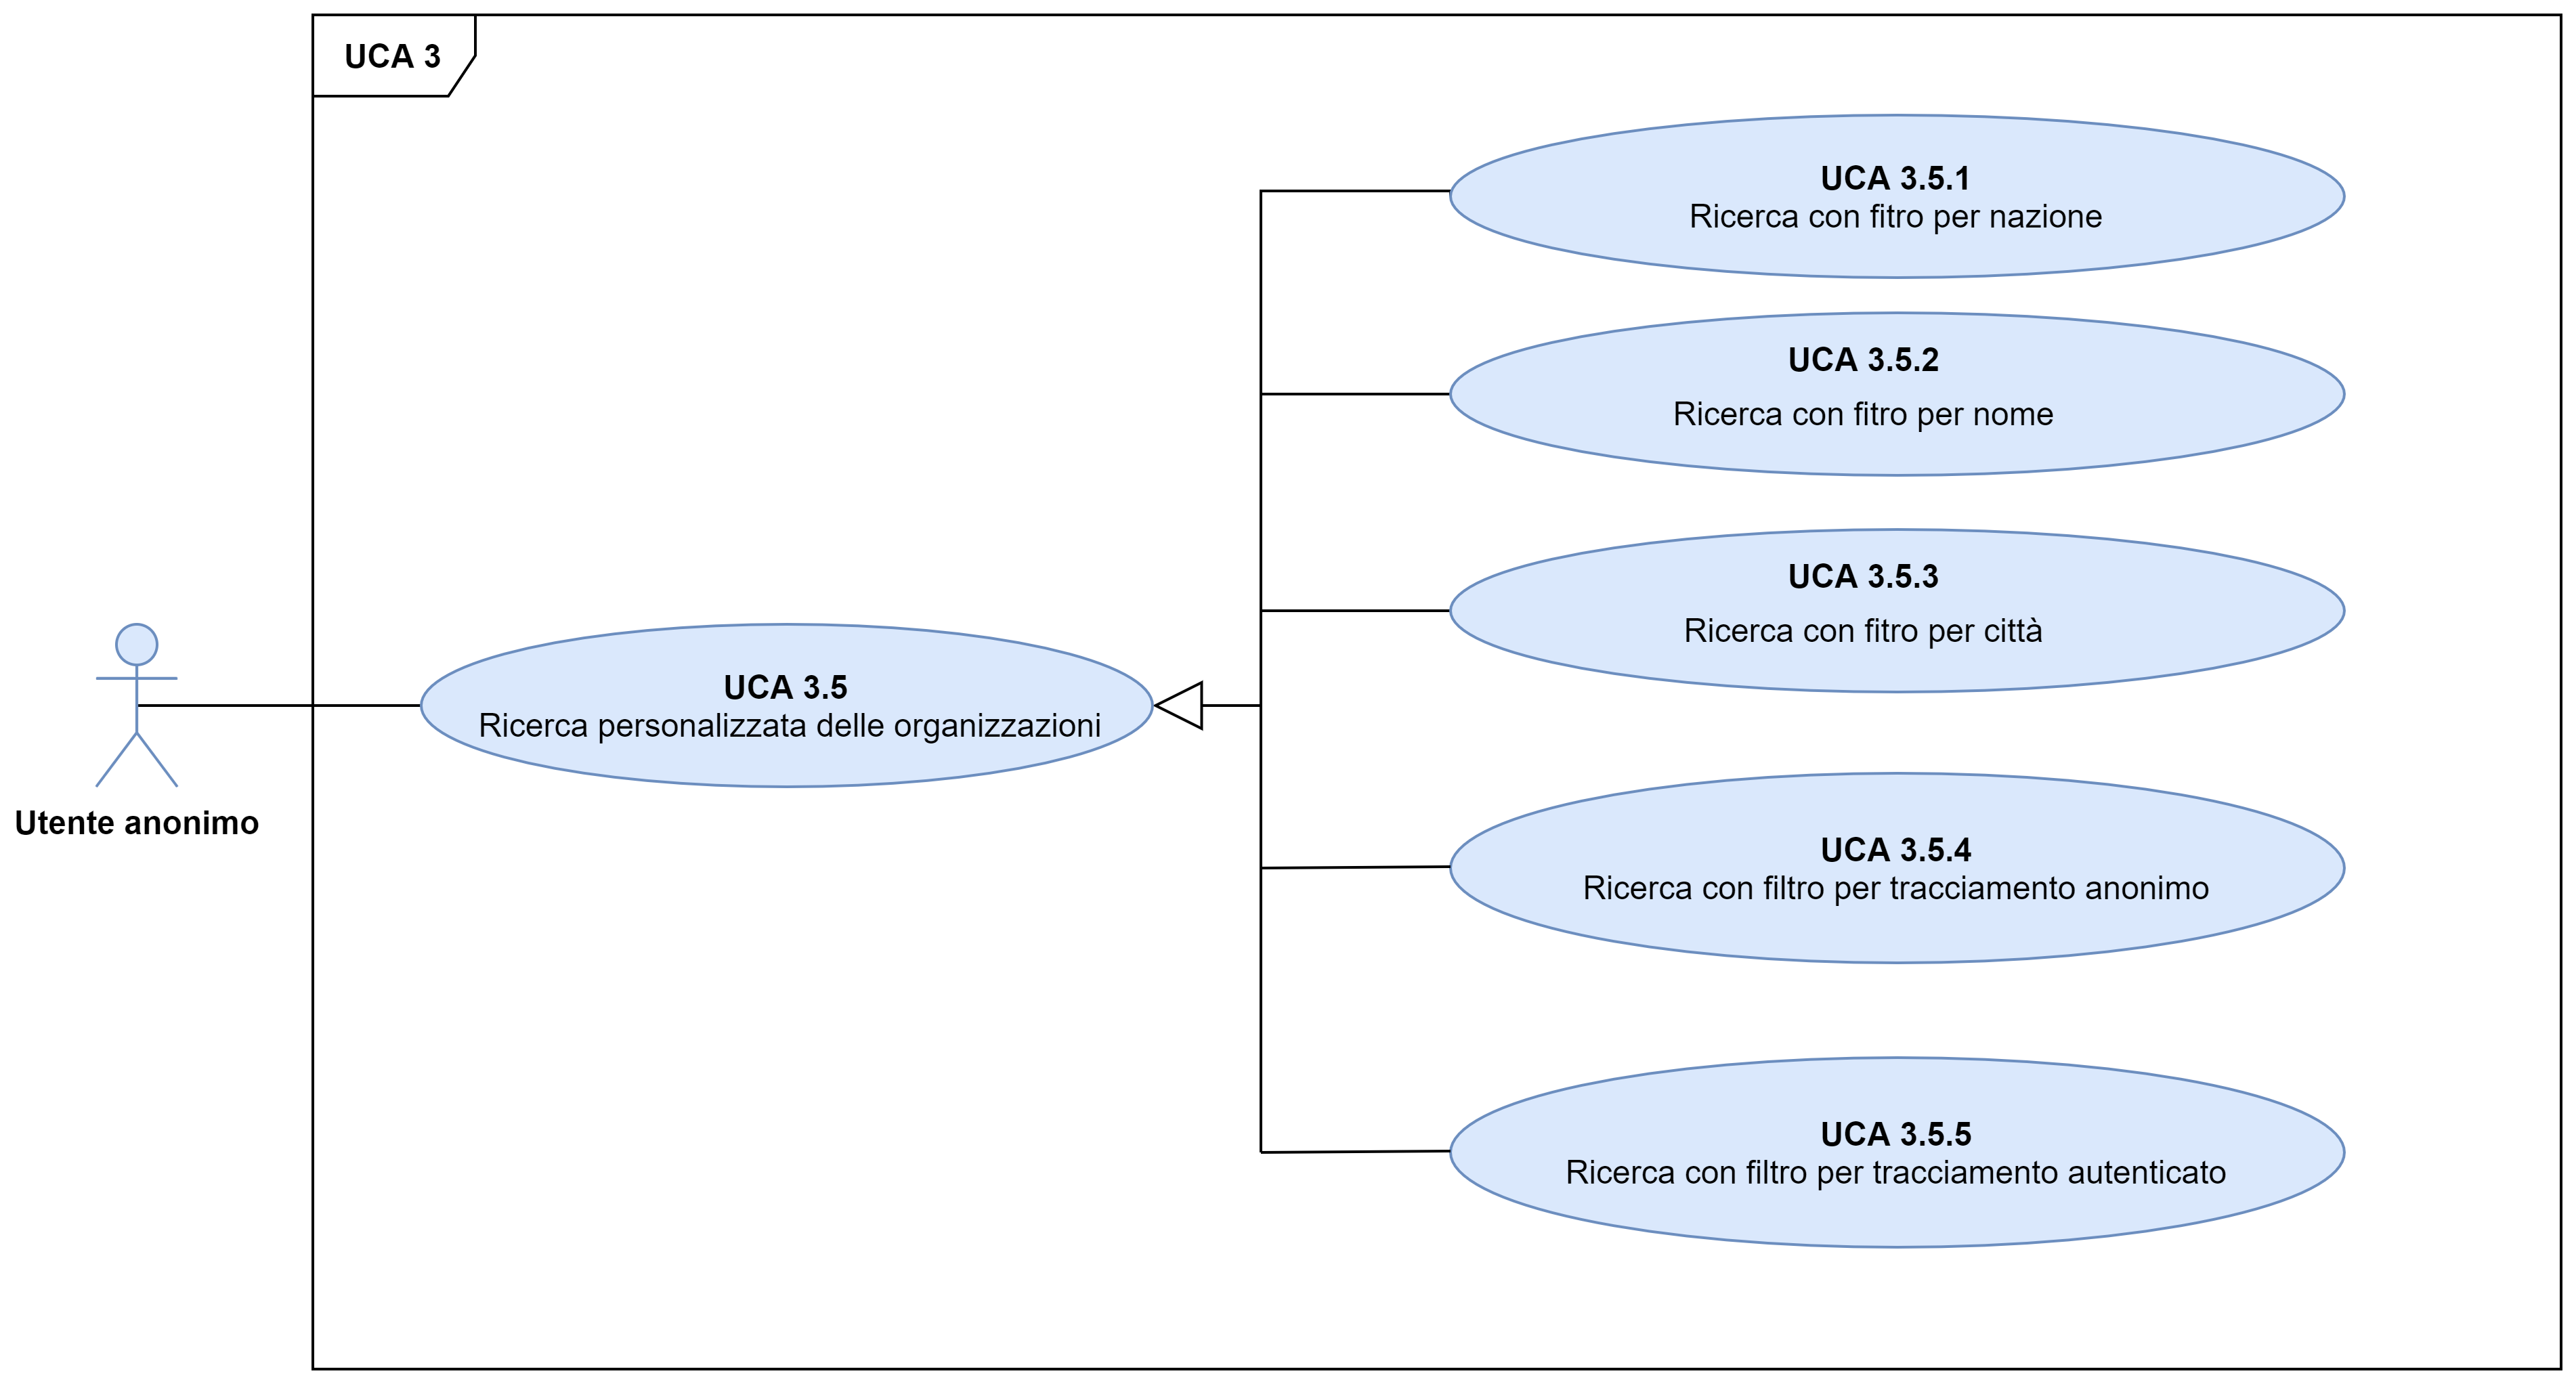 UCA 3
UCA 3.5.1
Ricerca con fitro per nazione
UCA 3.5.2
Ricerca con fitro per nome
UCA 3.5.3
Ricerca con fitro per città
UCA 3.5
Ricerca personalizzata delle organizzazioni
Utente anonimo
UCA 3.5.4
Ricerca con filtro per tracciamento anonimo
UCA 3.5.5
Ricerca con filtro per tracciamento autenticato